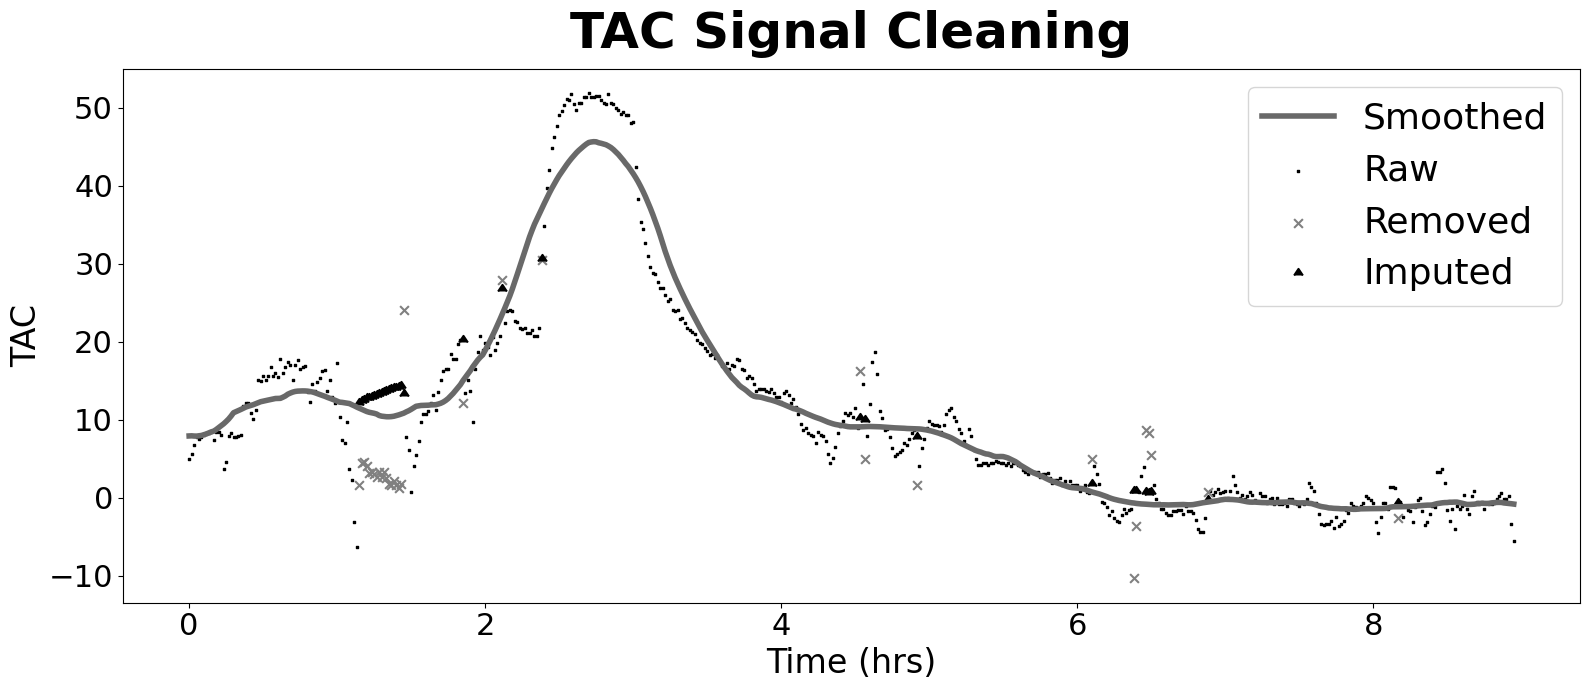 TAC Signal Cleaning
50
40
30
20
10
0
−10
TAC
Smoothed
Raw
Removed
Imputed
0 2 4 6 8
Time (hrs)